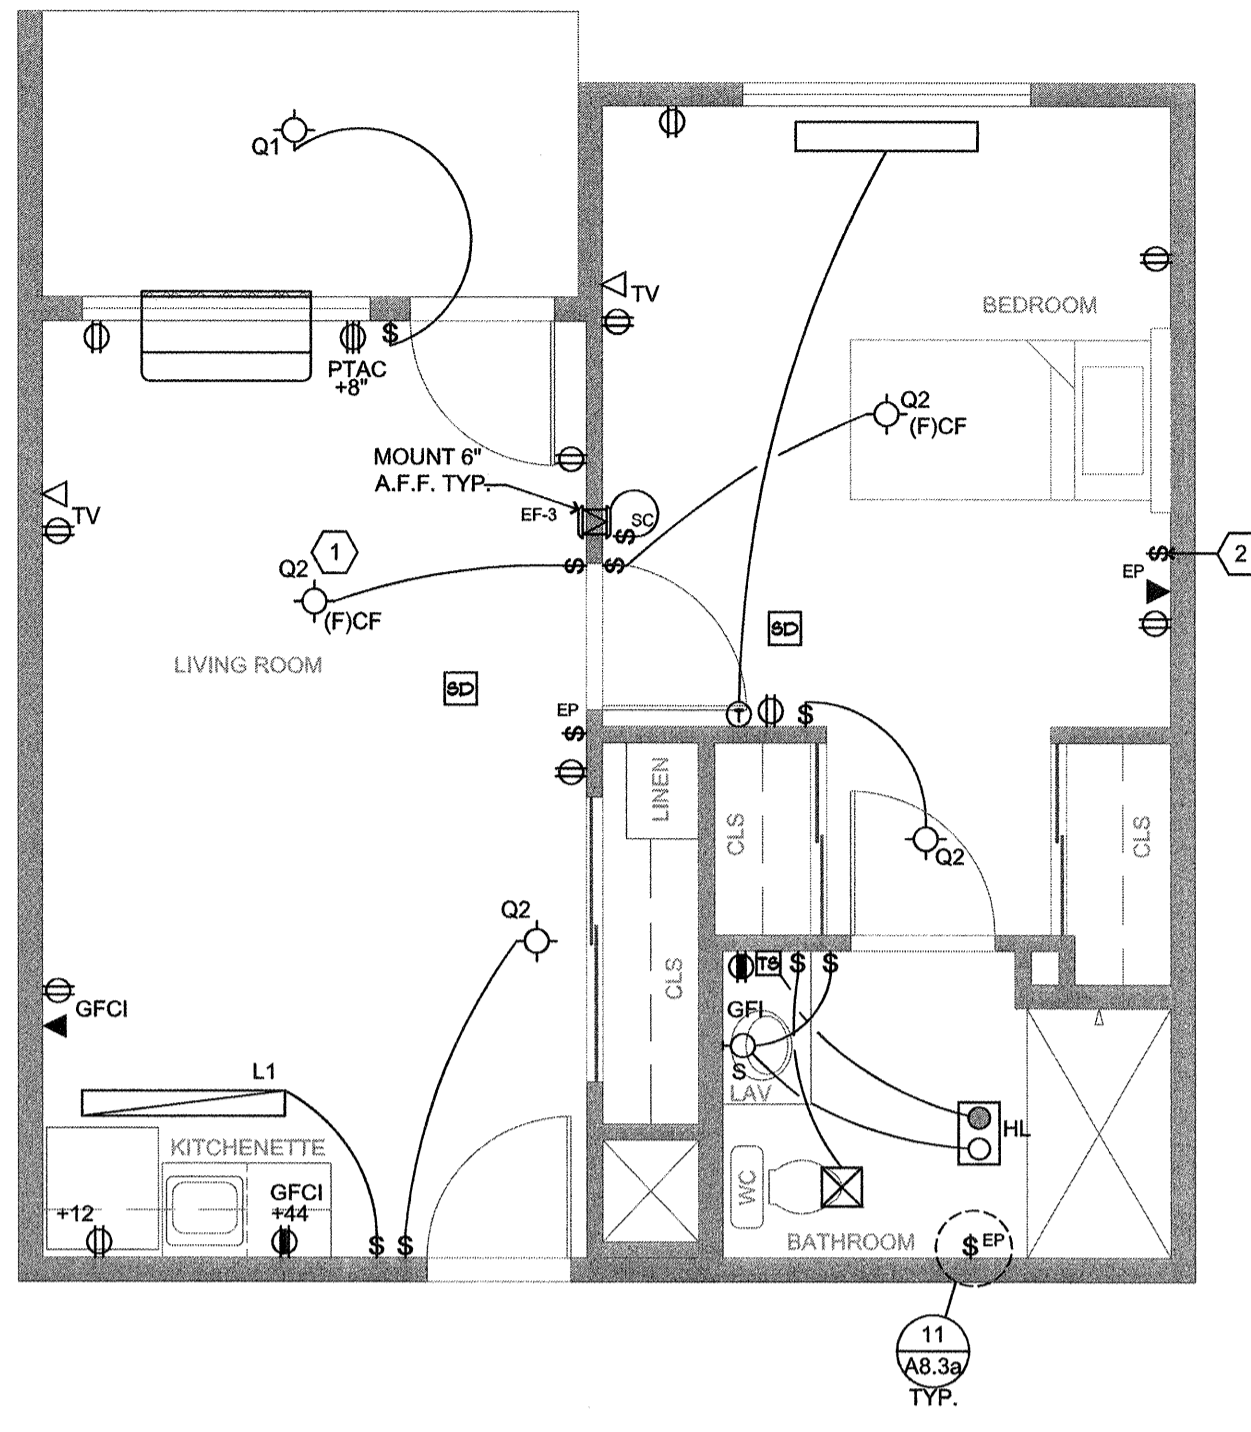 Q1
TV
BEDROOM
$
PTAC
+8"
Q2
(F)CF
MOUNT 6"
A.F.F. TYP.
TV
EF-3
SC
$
1
Q2
$
$
(F)CF
$
2
EP
SD
LIVING ROOM
SD
EP
$
T
$
LINEN
CLS
CLS
Q2
Q2
CLS
TS
$
$
GFCI
GFI
S
LAV
L1
HL
KITCHENETTE
WC
GFCI
+44
+12
$
$
BATHROOM
$
EP
11
A8.3a
TYP.